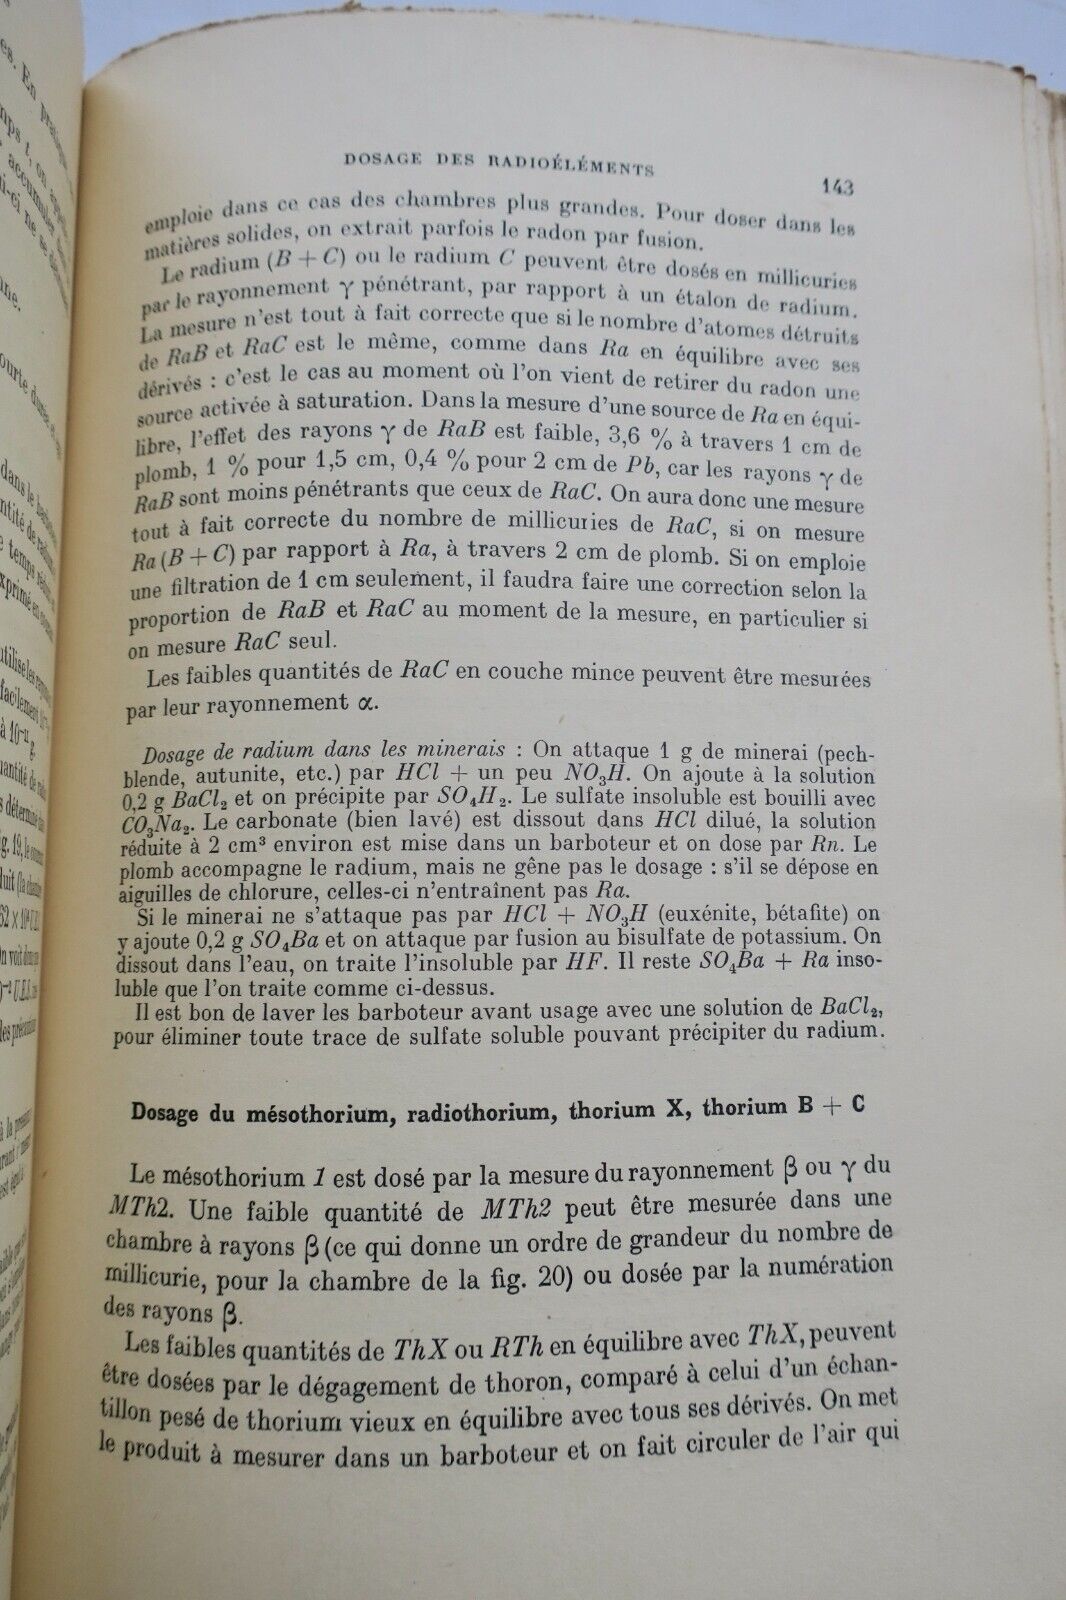 DOSAGE DES RADIOÉLÉMENTS
143
emploie dans ce cas des chambres plus grandes. Pour doser dans les
matières solides, on extrait parfois le radon par fusion.
Le radium (B + C) ou le radium C peuvent être dosés en millicuries
par le rayonnement γ pénétrant, par rapport à un étalon de radium.
La mesure n'est tout à fait correcte que si le nombre d'atomes détruits
de RaB et RaC est le même, comme dans Ra en équilibre avec ses
dérivés : c'est le cas au moment où l'on vient de retirer du radon une
source activée à saturation. Dans la mesure d'une source de Ra en équi-
libre, l'effet des rayons γ de RaB est faible, 3,6 % à travers 1 cm de
plomb, 1 % pour 1,5 cm, 0,4 % pour 2 cm de Pb, car les rayons γ de
RaB sont moins pénétrants que ceux de RaC. On aura donc une mesure
tout à fait correcte du nombre de millicuries de RaC, si on mesure
Ra (B + C) par rapport à Ra, à travers 2 cm de plomb. Si on emploie
une filtration de 1 cm seulement, il faudra faire une correction selon la
proportion de RaB et RaC au moment de la mesure, en particulier si
on mesure RaC seul.
Les faibles quantités de RaC en couche mince peuvent être mesurées
par leur rayonnement α.
Dosage de radium dans les minerais : On attaque 1 g de minerai (pech-
blende, autunite, etc.) par HCl + un peu NO₃H. On ajoute à la solution
0,2 g BaCl₂ et on précipite par SO₄H₂. Le sulfate insoluble est bouilli avec
CO₃Na₂. Le carbonate (bien lavé) est dissout dans HCl dilué, la solution
réduite à 2 cm³ environ est mise dans un barboteur et on dose par Rn. Le
plomb accompagne le radium, mais ne gêne pas le dosage : s'il se dépose en
aiguilles de chlorure, celles-ci n'entraînent pas Ra.
Si le minerai ne s'attaque pas par HCl + NO₃H (euxénite, bétafite) on
y ajoute 0,2 g SO₄Ba et on attaque par fusion au bisulfate de potassium. On
dissout dans l'eau, on traite l'insoluble par HF. Il reste SO₄Ba + Ra inso-
luble que l'on traite comme ci-dessus.
Il est bon de laver les barboteur avant usage avec une solution de BaCl₂,
pour éliminer toute trace de sulfate soluble pouvant précipiter du radium.
Dosage du mésothorium, radiothorium, thorium X, thorium B + C
Le mésothorium 1 est dosé par la mesure du rayonnement β ou γ du
MTh2. Une faible quantité de MTh2 peut être mesurée dans une
chambre à rayons β (ce qui donne un ordre de grandeur du nombre de
millicurie, pour la chambre de la fig. 20) ou dosée par la numération
des rayons β.
Les faibles quantités de ThX ou RTh en équilibre avec ThX, peuvent
être dosées par le dégagement de thoron, comparé à celui d'un échan-
tillon pesé de thorium vieux en équilibre avec tous ses dérivés. On met
le produit à mesurer dans un barboteur et on fait circuler de l'air qui